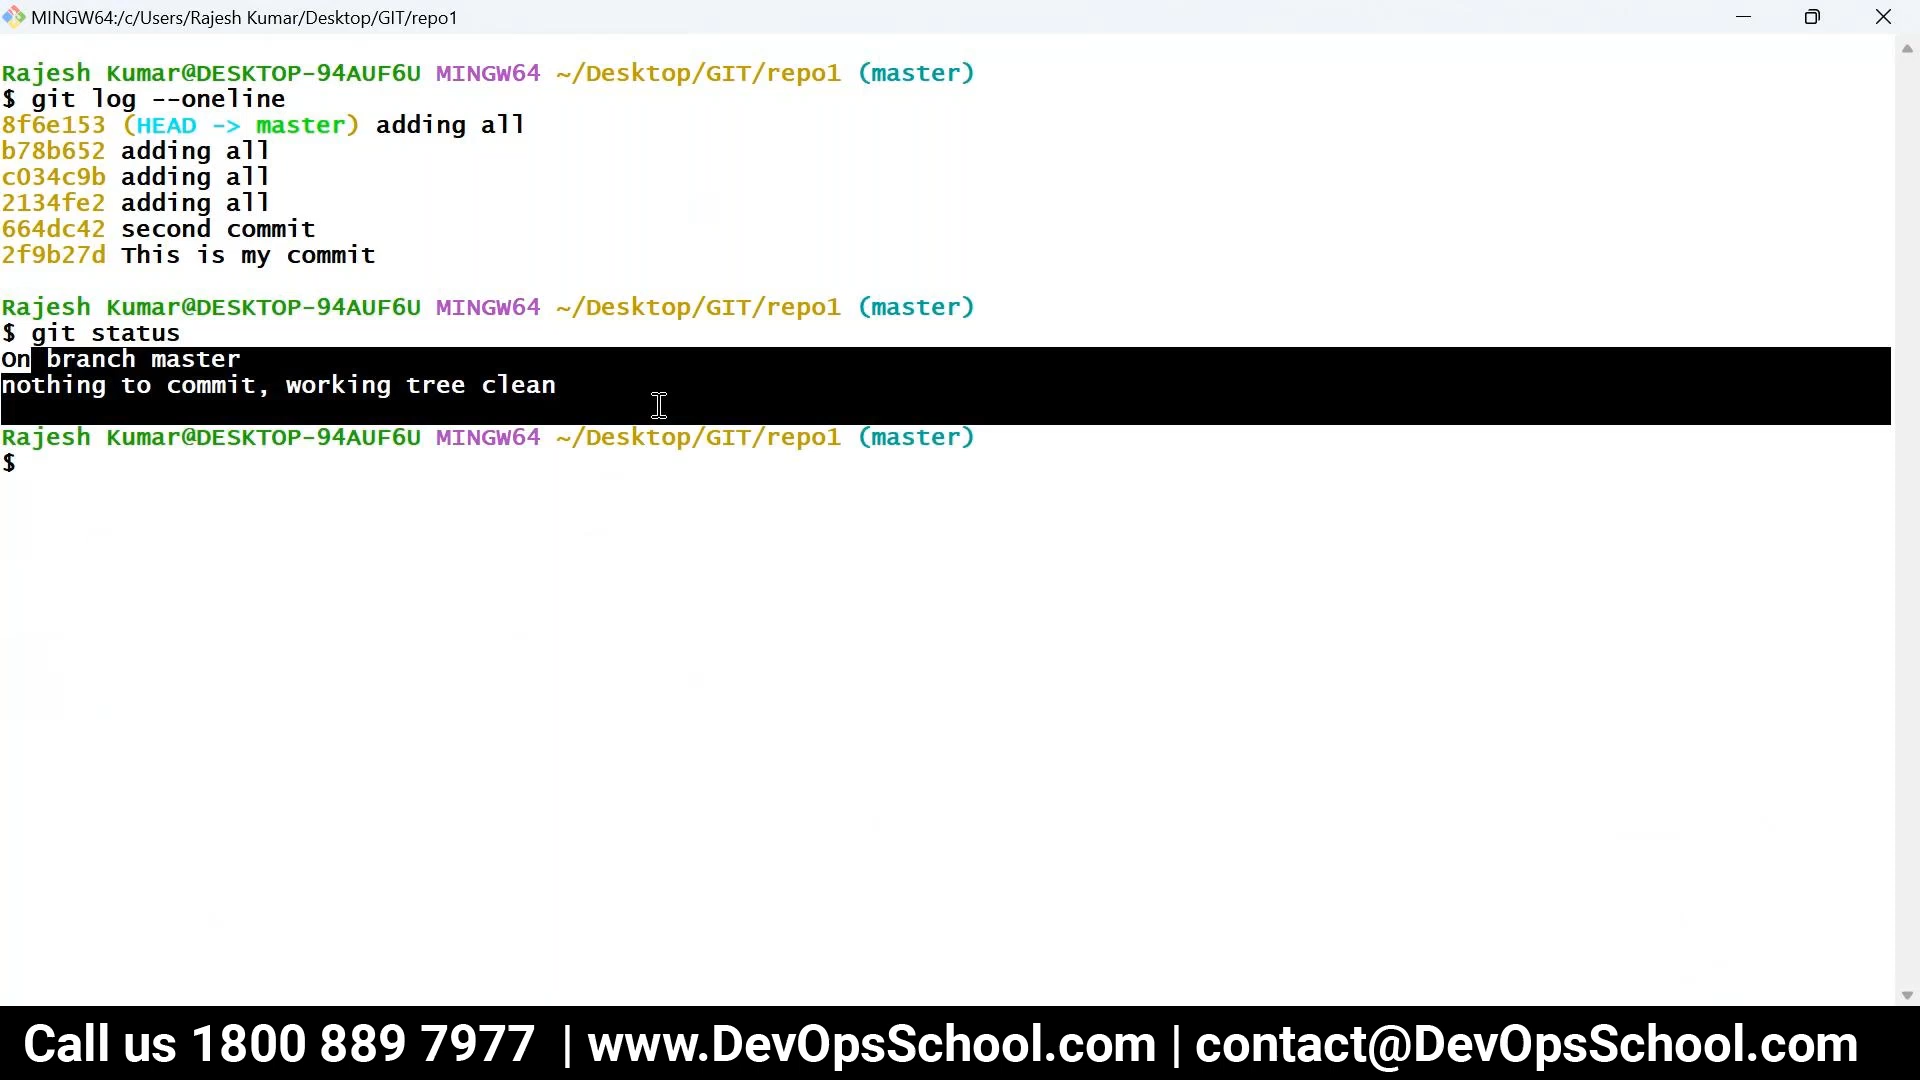 MINGW64:/c/Users/Rajesh Kumar/Desktop/GIT/repo1
Rajesh Kumar@DESKTOP-94AUF6U MINGW64 ~/Desktop/GIT/repo1 (master)
$ git log --oneline
8f6e153 (HEAD -> master) adding all
b78b652 adding all
c034c9b adding all
2134fe2 adding all
664dc42 second commit
2f9b27d This is my commit
Rajesh Kumar@DESKTOP-94AUF6U MINGW64 ~/Desktop/GIT/repo1 (master)
$ git status
On branch master
nothing to commit, working tree clean
Rajesh Kumar@DESKTOP-94AUF6U MINGW64 ~/Desktop/GIT/repo1 (master)
$
Call us 1800 889 7977 | www.DevOpsSchool.com | contact@DevOpsSchool.com